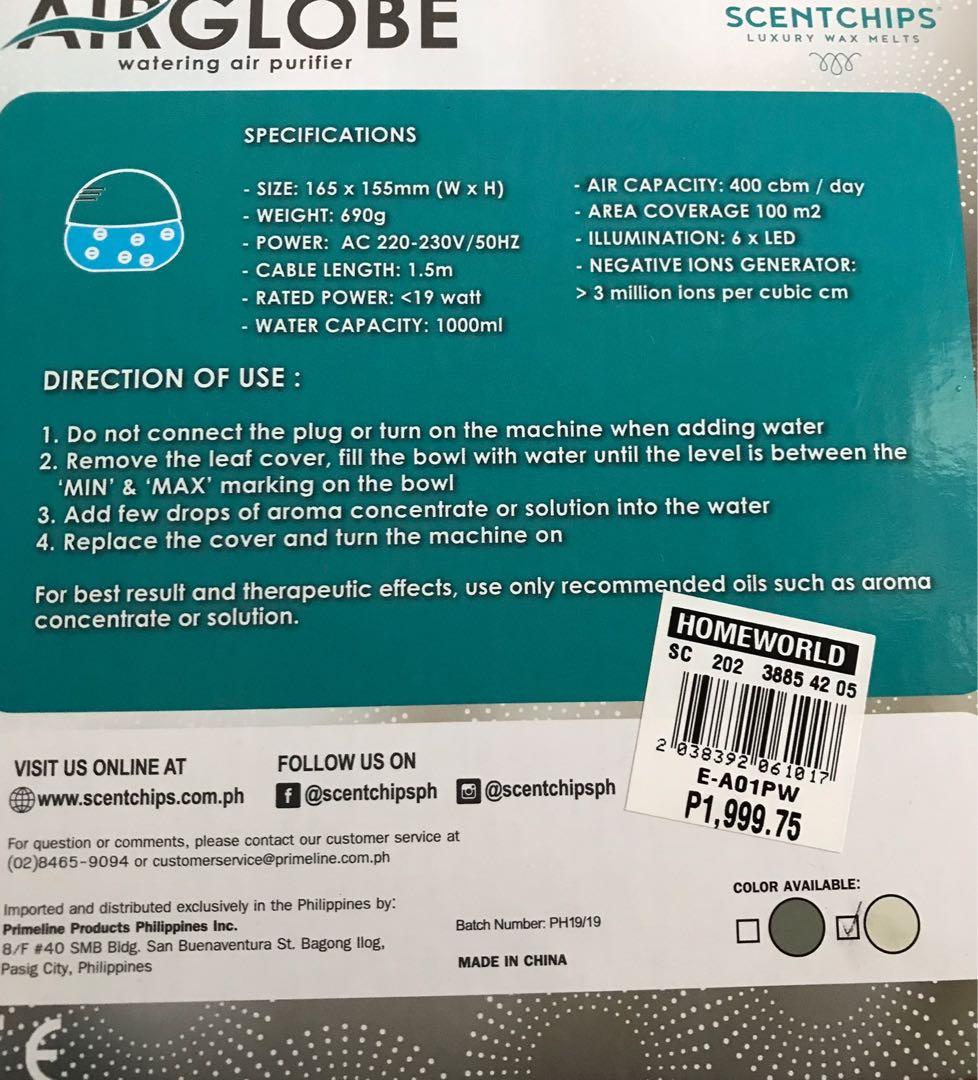 AIRGLOBE
watering air purifier
SCENTCHIPS
LUXURY WAX MELTS
SPECIFICATIONS
- SIZE: 165 x 155mm (W x H)
- WEIGHT: 690g
- POWER: AC 220-230V/50HZ
- CABLE LENGTH: 1.5m
- RATED POWER: <19 watt
- WATER CAPACITY: 1000ml
- AIR CAPACITY: 400 cbm / day
- AREA COVERAGE 100 m2
- ILLUMINATION: 6 x LED
- NEGATIVE IONS GENERATOR:
> 3 million ions per cubic cm
DIRECTION OF USE :
1. Do not connect the plug or turn on the machine when adding water
2. Remove the leaf cover, fill the bowl with water until the level is between the
'MIN' & 'MAX' marking on the bowl
3. Add few drops of aroma concentrate or solution into the water
4. Replace the cover and turn the machine on
For best result and therapeutic effects, use only recommended oils such as aroma
concentrate or solution.
HOMEWORLD
SC 202 3885 42 05
2 038392 061017
E-A01PW
P1,999.75
VISIT US ONLINE AT
www.scentchips.com.ph
FOLLOW US ON
f @scentchipsph @scentchipsph
For question or comments, please contact our customer service at
(02)8465-9094 or customerservice@primeline.com.ph
Imported and distributed exclusively in the Philippines by:
Primeline Products Philippines Inc.
8/F #40 SMB Bldg. San Buenaventura St. Bagong Ilog,
Pasig City, Philippines
Batch Number: PH19/19
MADE IN CHINA
COLOR AVAILABLE:
CE